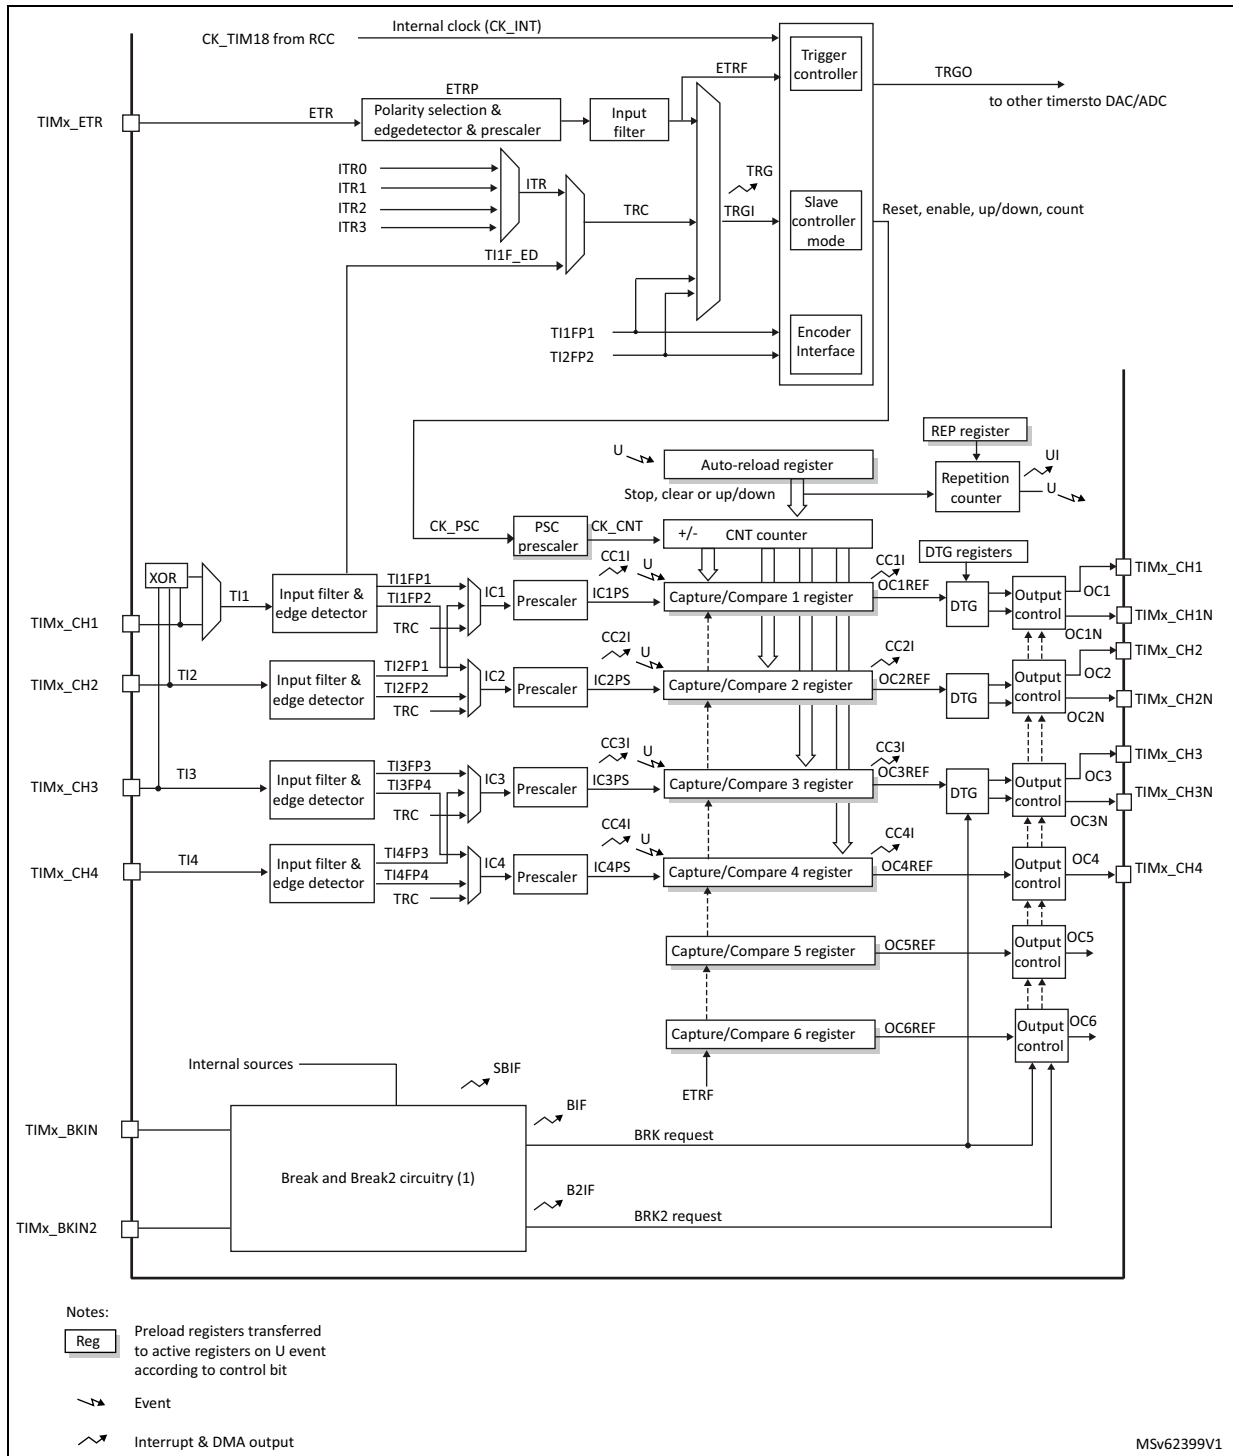 Internal clock (CK_INT)
CK_TIM18 from RCC
Trigger
controller
ETRF
TRGO
to other timersto DAC/ADC
ETRP
TIMx_ETR
ETR
Polarity selection &
edgedetector & prescaler
Input
filter
ITR0
ITR1
ITR2
ITR3
ITR
TRC
TI1F_ED
TRG
TRGI
Slave
controller
mode
Reset, enable, up/down, count
TI1FP1
TI2FP2
Encoder
Interface
REP register
U
Auto-reload register
Repetition
counter
UI
U
Stop, clear or up/down
CK_PSC
PSC
prescaler
CK_CNT
+/-
CNT counter
DTG registers
XOR
TI1
Input filter &
edge detector
TI1FP1
TI1FP2
TRC
IC1
Prescaler
IC1PS
CC1I
U
Capture/Compare 1 register
CC1I
OC1REF
DTG
Output
control
OC1
OC1N
TIMx_CH1
TIMx_CH1
TIMx_CH1N
TIMx_CH2
TI2
Input filter &
edge detector
TI2FP1
TI2FP2
TRC
IC2
Prescaler
IC2PS
CC2I
U
Capture/Compare 2 register
CC2I
OC2REF
DTG
Output
control
OC2
OC2N
TIMx_CH2
TIMx_CH2N
TIMx_CH3
TI3
Input filter &
edge detector
TI3FP3
TI3FP4
TRC
IC3
Prescaler
IC3PS
CC3I
U
Capture/Compare 3 register
CC3I
OC3REF
DTG
Output
control
OC3
OC3N
TIMx_CH3
TIMx_CH3N
TIMx_CH4
TI4
Input filter &
edge detector
TI4FP3
TI4FP4
TRC
IC4
Prescaler
IC4PS
CC4I
U
Capture/Compare 4 register
CC4I
OC4REF
Output
control
OC4
TIMx_CH4
Capture/Compare 5 register
OC5REF
Output
control
OC5
Capture/Compare 6 register
OC6REF
Output
control
OC6
ETRF
Internal sources
SBIF
TIMx_BKIN
BIF
BRK request
Break and Break2 circuitry (1)
TIMx_BKIN2
B2IF
BRK2 request
Notes:
Reg
Preload registers transferred
to active registers on U event
according to control bit
Event
Interrupt & DMA output
MSv62399V1